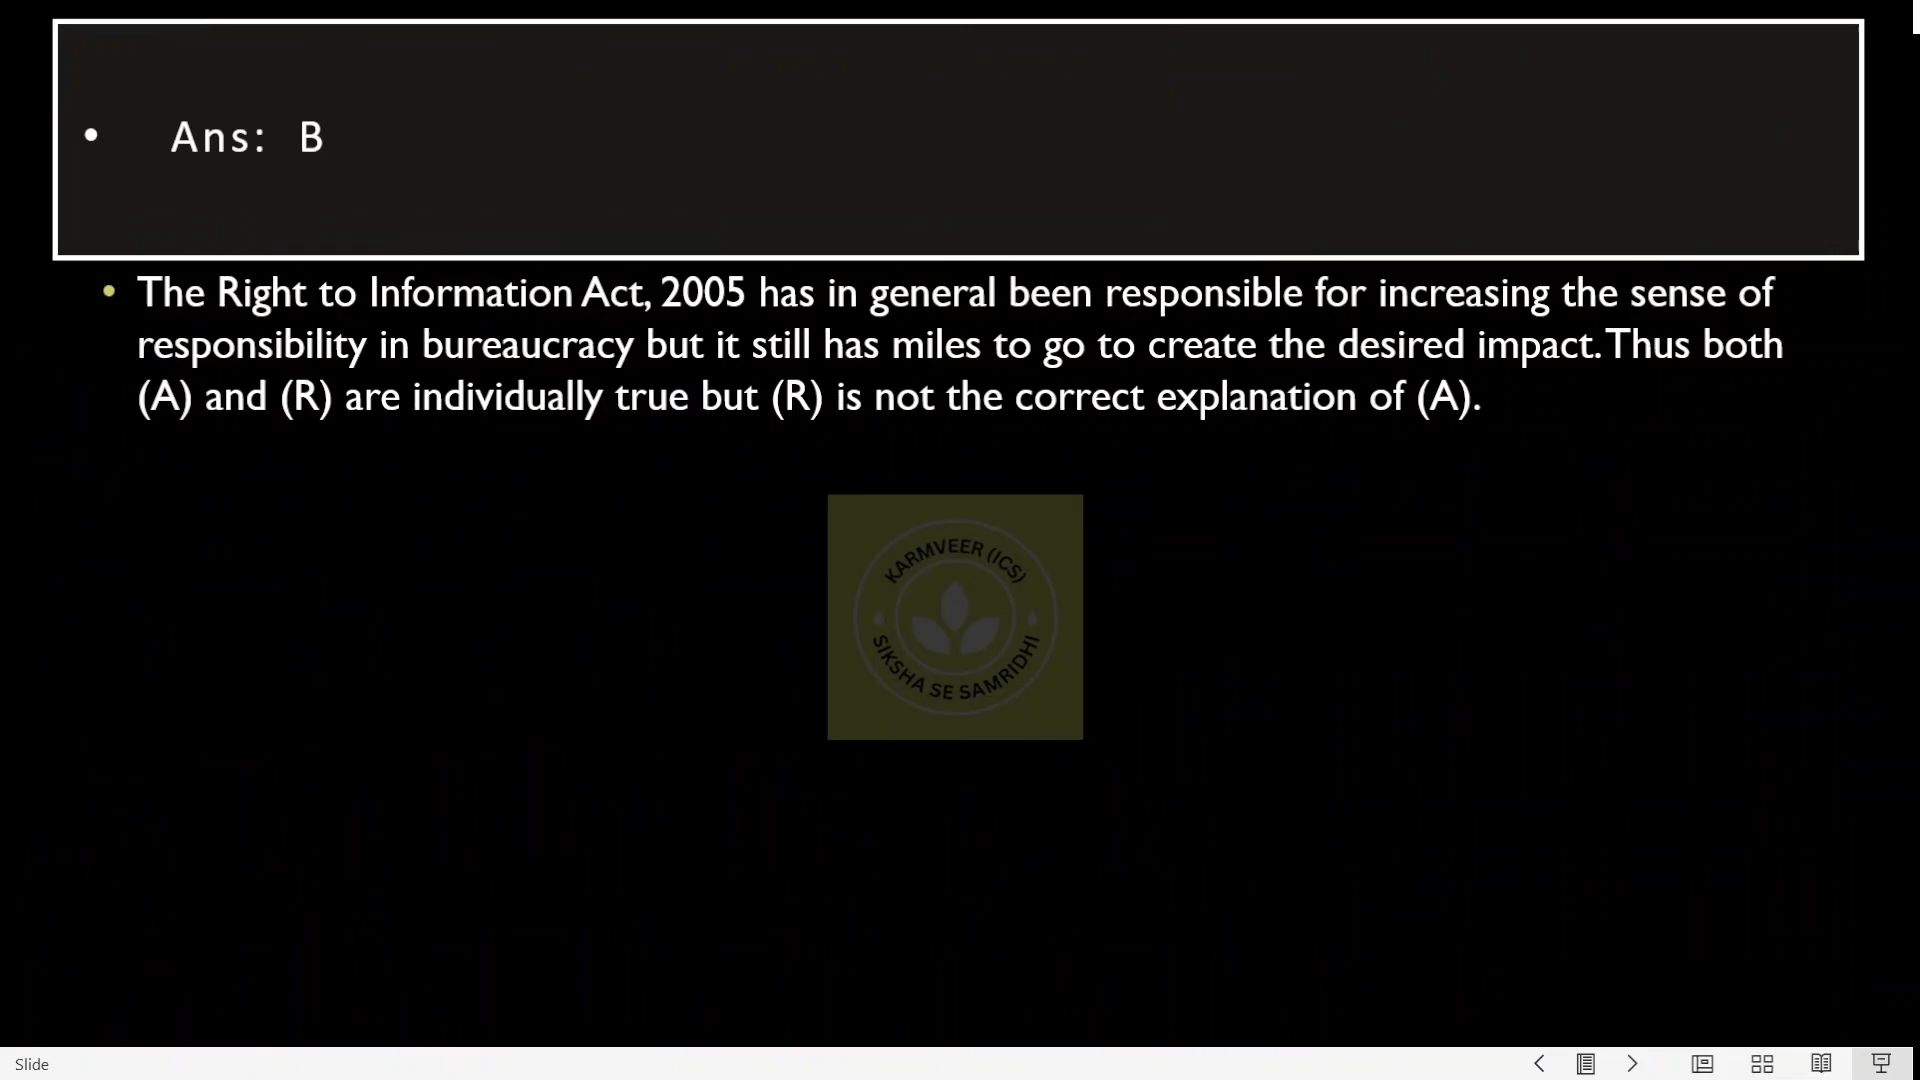 • Ans: B
• The Right to Information Act, 2005 has in general been responsible for increasing the sense of
responsibility in bureaucracy but it still has miles to go to create the desired impact. Thus both
(A) and (R) are individually true but (R) is not the correct explanation of (A).
KARMVEER (ICS)
SIKSHA SE SAMRIDHI
Slide